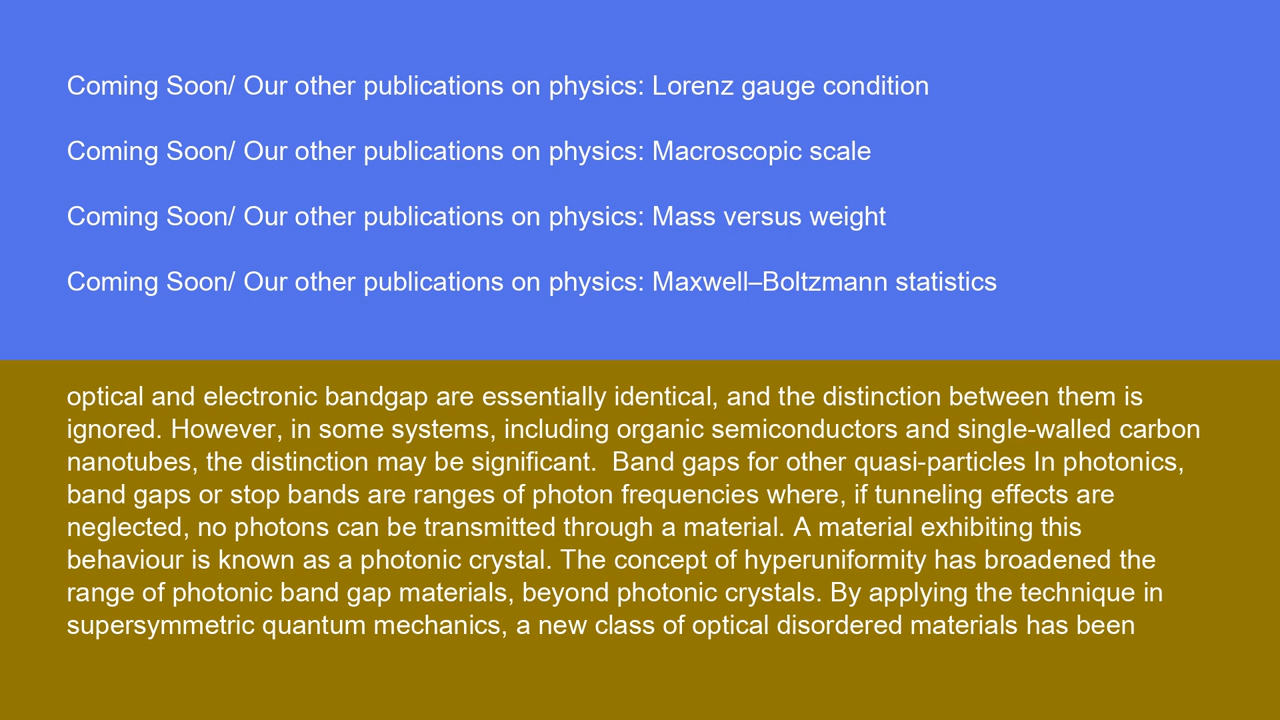 Coming Soon/ Our other publications on physics: Lorenz gauge condition
Coming Soon/ Our other publications on physics: Macroscopic scale
Coming Soon/ Our other publications on physics: Mass versus weight
Coming Soon/ Our other publications on physics: Maxwell–Boltzmann statistics
optical and electronic bandgap are essentially identical, and the distinction between them is
ignored. However, in some systems, including organic semiconductors and single-walled carbon
nanotubes, the distinction may be significant.  Band gaps for other quasi-particles In photonics,
band gaps or stop bands are ranges of photon frequencies where, if tunneling effects are
neglected, no photons can be transmitted through a material. A material exhibiting this
behaviour is known as a photonic crystal. The concept of hyperuniformity has broadened the
range of photonic band gap materials, beyond photonic crystals. By applying the technique in
supersymmetric quantum mechanics, a new class of optical disordered materials has been